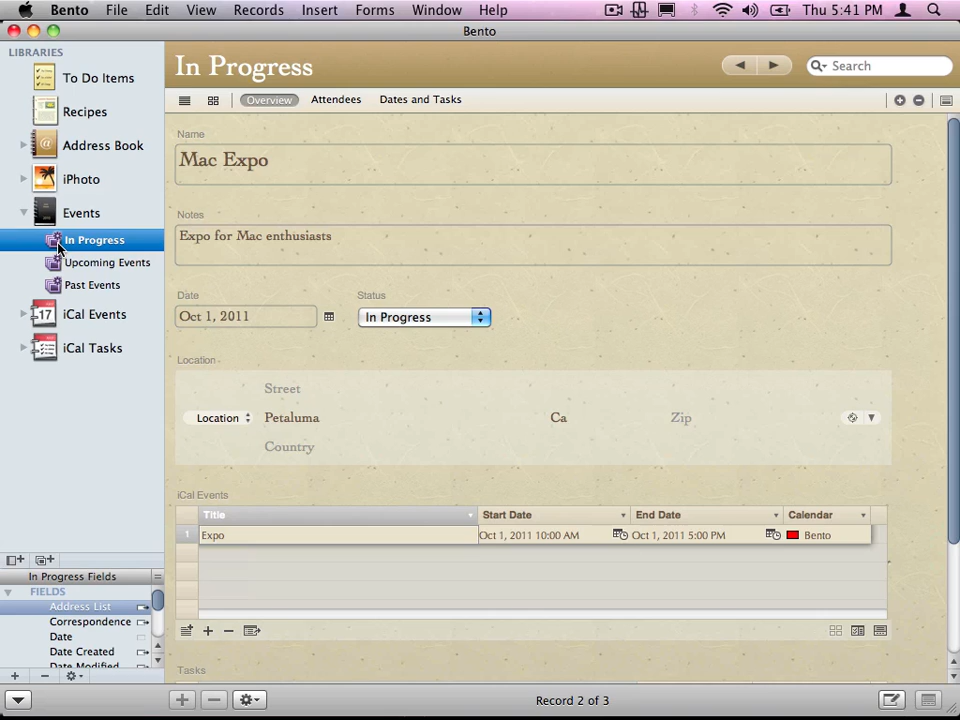 Bento File Edit View Records Insert Forms Window Help Thu 5:41 PM
Bento
LIBRARIES
To Do Items
Recipes
Address Book
iPhoto
Events
In Progress
Upcoming Events
Past Events
17 iCal Events
iCal Tasks
In Progress Fields
FIELDS
Address List
Correspondence
Date
Date Created
Date Modified
In Progress
Search
Overview Attendees Dates and Tasks
Name
Mac Expo
Notes
Expo for Mac enthusiasts
Date Status
Oct 1, 2011 In Progress
Location
Street
Location Petaluma Ca Zip
Country
iCal Events
Title Start Date End Date Calendar
1 Expo Oct 1, 2011 10:00 AM Oct 1, 2011 5:00 PM Bento
Tasks
Record 2 of 3